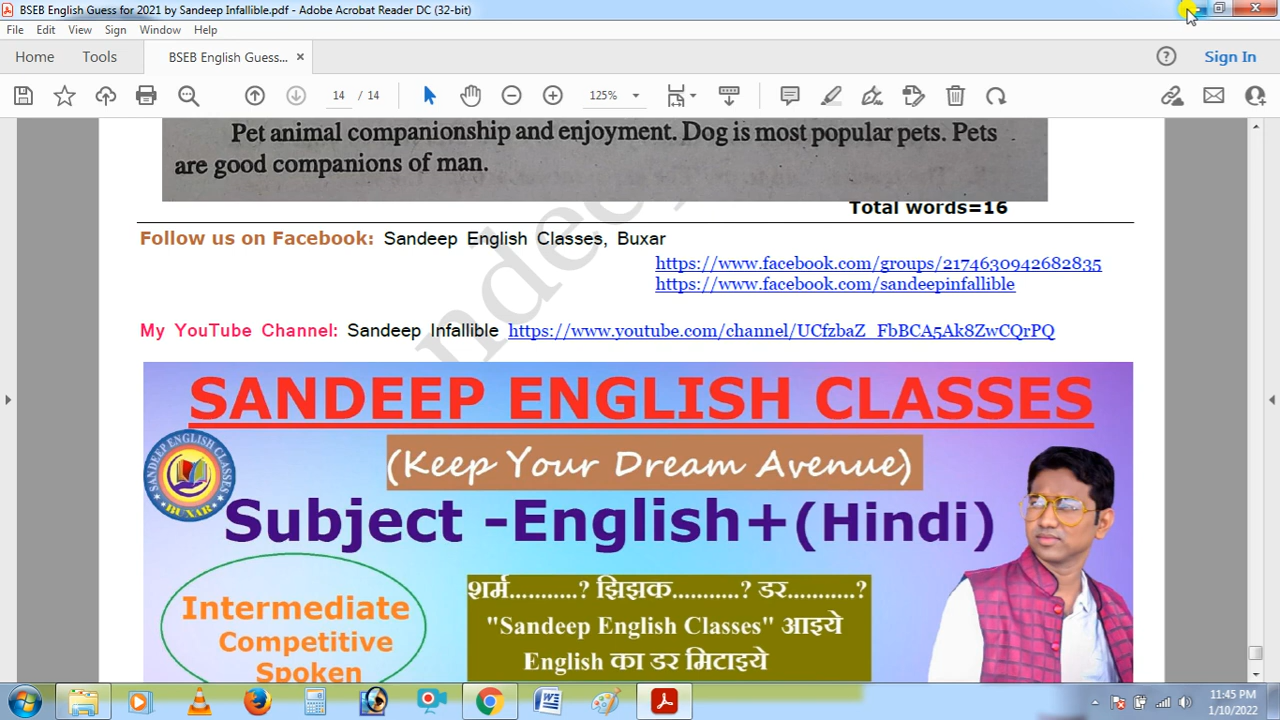 BSEB English Guess for 2021 by Sandeep Infallible.pdf - Adobe Acrobat Reader DC (32-bit)
File Edit View Sign Window Help
Home Tools BSEB English Guess... × Sign In
14 / 14 125%
Pet animal companionship and enjoyment. Dog is most popular pets. Pets
are good companions of man.
Total words=16
Follow us on Facebook: Sandeep English Classes, Buxar
https://www.facebook.com/groups/2174630942682835
https://www.facebook.com/sandeepinfallible
My YouTube Channel: Sandeep Infallible https://www.youtube.com/channel/UCfzbaZ_FbBCA5Ak8ZwCQrPQ
SANDEEP ENGLISH CLASSES
(Keep Your Dream Avenue)
SANDEEP ENGLISH CLASSES
BUXAR
Subject -English+(Hindi)
Intermediate
Competitive
Spoken
शर्म...........? झिझक...........? डर...........?
"Sandeep English Classes" आइये
English का डर मिटाइये
11:45 PM
1/10/2022